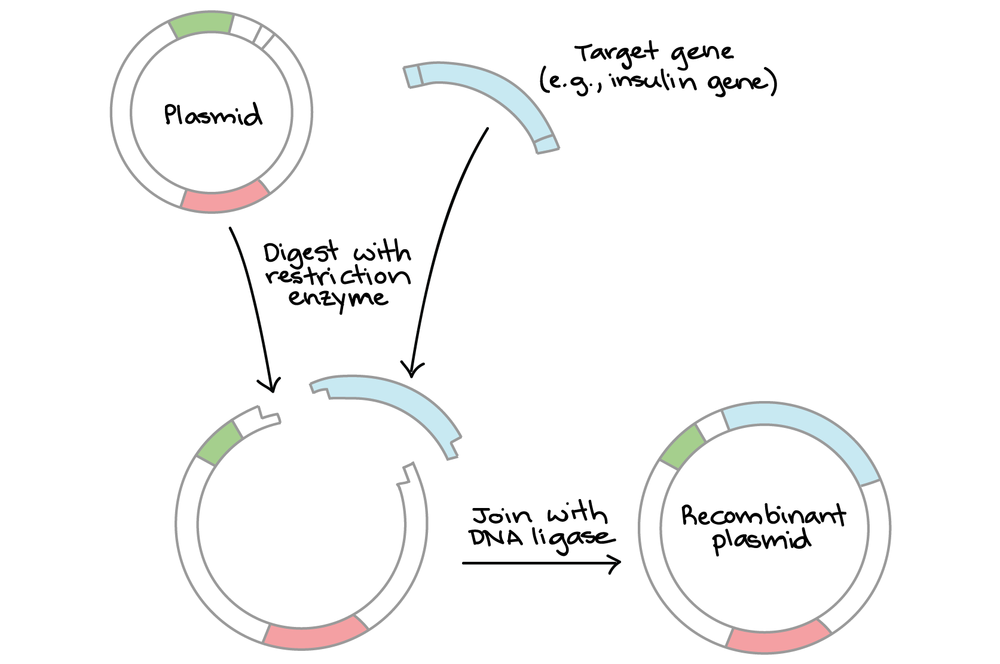 Plasmid
Target gene
(e.g., insulin gene)
Digest with
restriction
enzyme
Join with
DNA ligase
Recombinant
plasmid